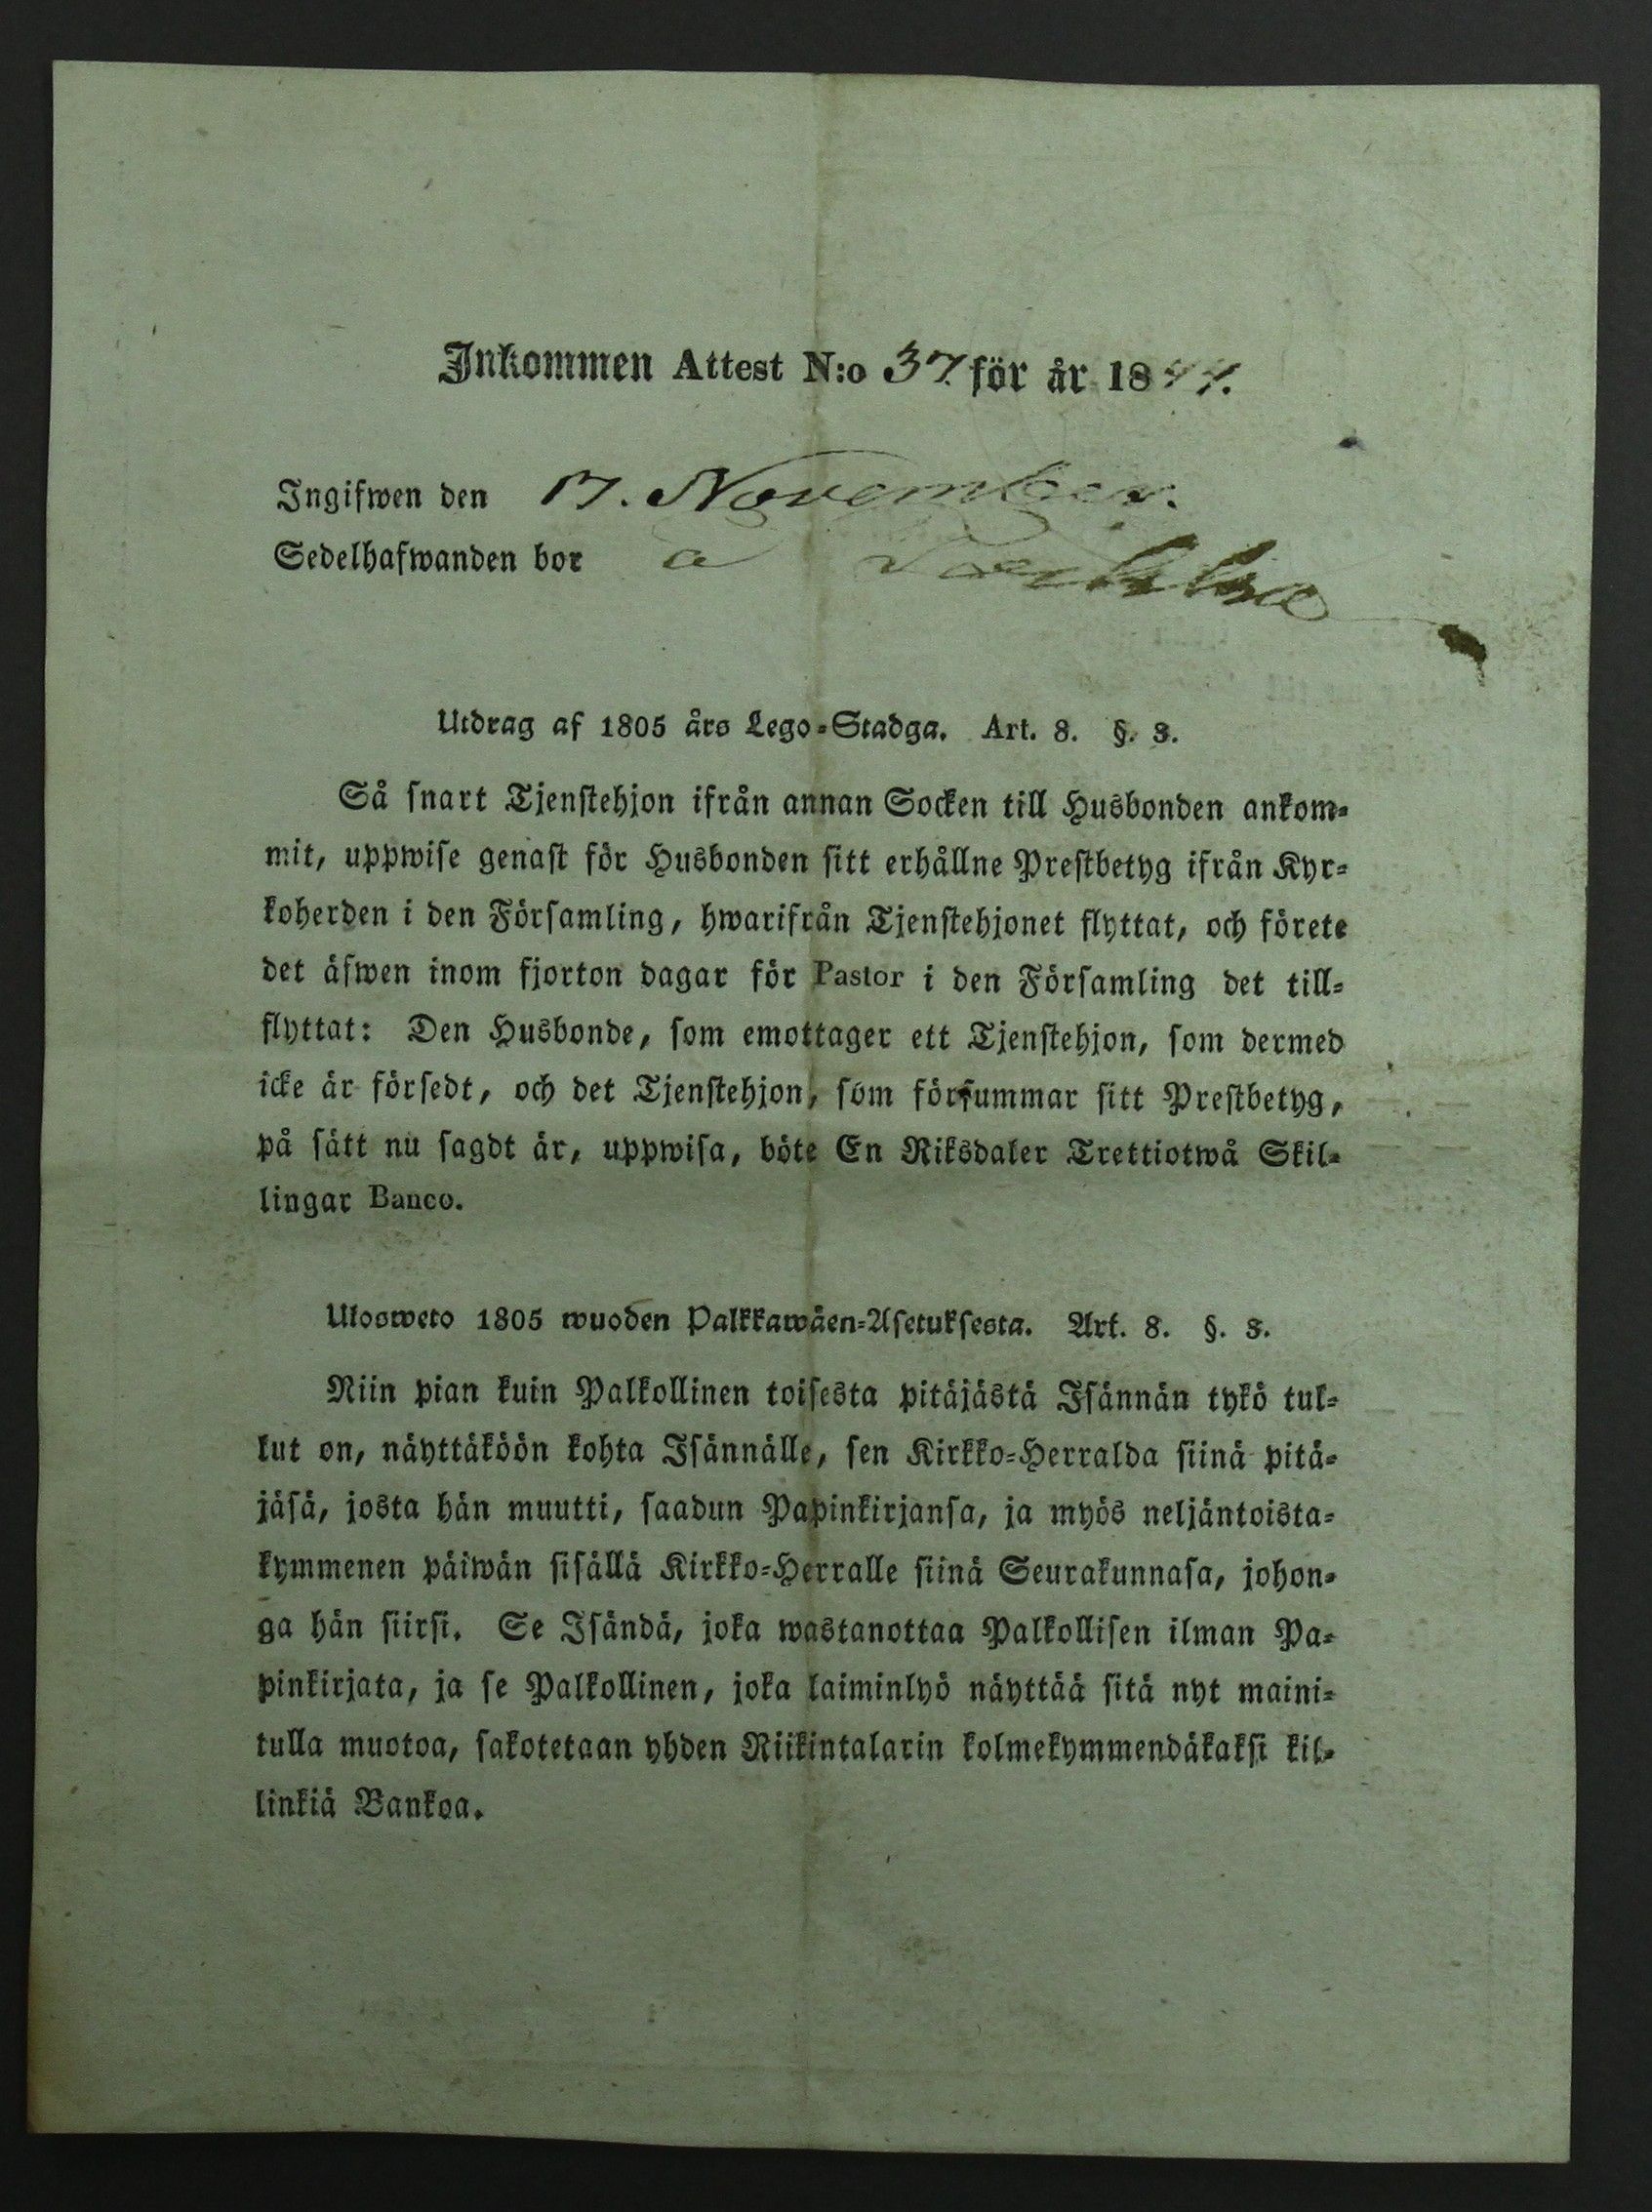 Inkommen Attest N:o 37. för år 1844.
Ingifwen den 17. November.
Sedelhafwanden bor å
Utdrag af 1805 års Lego-Stadga. Art. 8. §. 3.
Så snart Tjenstehjon ifrån annan Socken till Husbonden ankom-
mit, uppwise genast för Husbonden sitt erhållne Prestbetyg ifrån Kyr-
koherden i den Församling, hwarifrån Tjenstehjonet flyttat, och förete
det äfwen inom fjorton dagar för Pastor i den Församling det till-
flyttat: Den Husbonde, som emottager ett Tjenstehjon, som dermed
icke är försedt, och det Tjenstehjon, som försummar sitt Prestbetyg,
på sätt nu sagdt är, uppwisa, böte En Riksdaler Trettiotwå Skil-
lingar Banco.
Ulosweto 1805 wuoden Palkkawäen-Asetuksesta. Art. 8. §. 3.
Niin pian kuin Palkollinen toisesta pitäjästä Isännän tykö tul-
lut on, näyttäköön kohta Isännälle, sen Kirkko-Herralda siinä pitä-
jäsä, josta hän muutti, saadun Papinkirjansa, ja myös neljäntoista-
kymmenen päiwän sisällä Kirkko-Herralle siinä Seurakunnasa, johon-
ga hän siirsi. Se Isändä, joka wastanottaa Palkollisen ilman Pa-
pinkirjata, ja se Palkollinen, joka laiminlyö näyttää sitä nyt maini-
tulla muotoa, sakotetaan yhden Riikintalarin kolmekymmendäkaksi kil-
linkiä Bankoa.